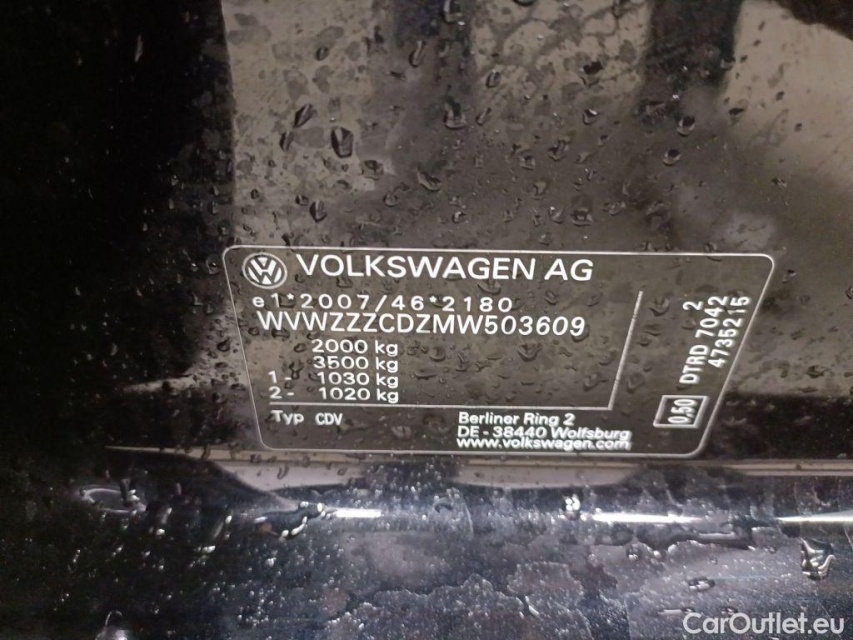 VW VOLKSWAGEN AG
e1*2007/46*2180
WVWZZZCDZMW503609
2000 kg
3500 kg
1 - 1030 kg
2 - 1020 kg
Typ CDV
Berliner Ring 2
DE - 38440 Wolfsburg
www.volkswagen.com
2
DTRD 7042
4735215
0,50
CarOutlet.eu